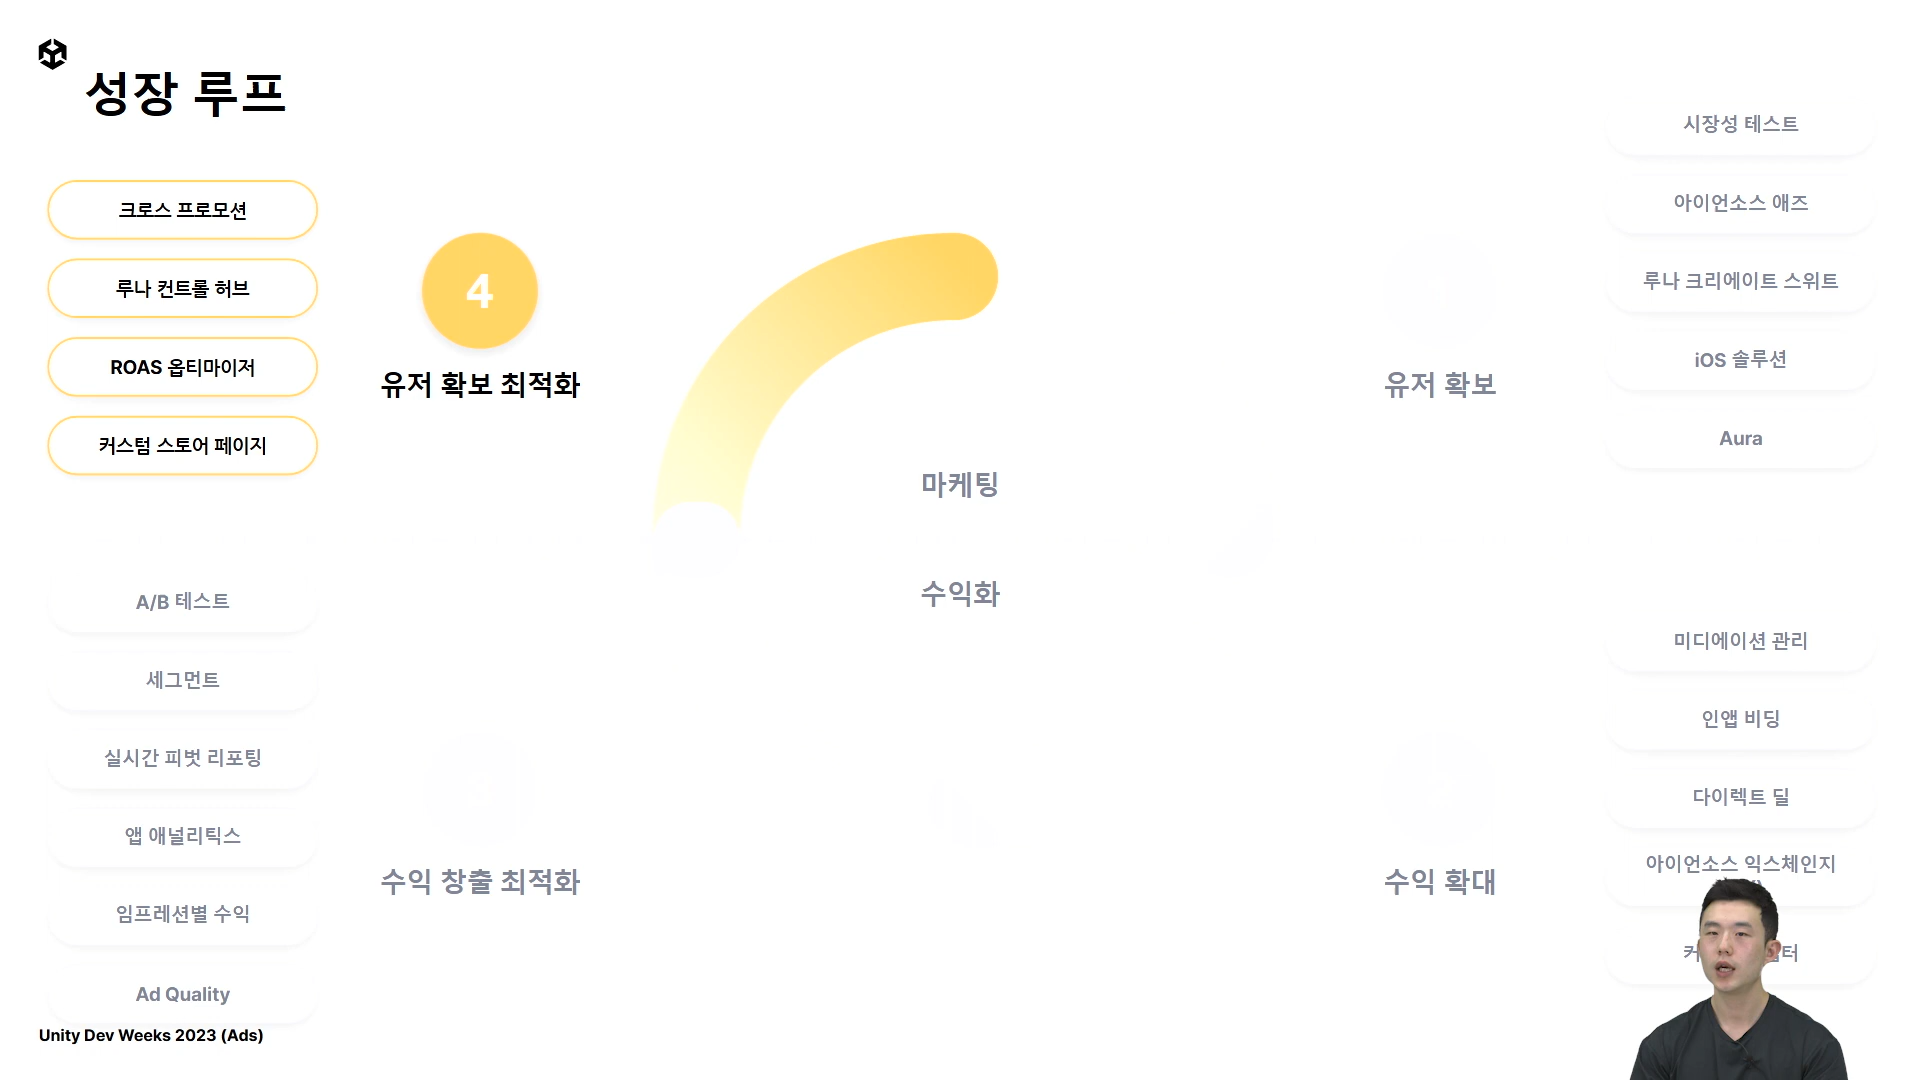 성장 루프
크로스 프로모션
루나 컨트롤 허브
ROAS 옵티마이저
커스텀 스토어 페이지
4
유저 확보 최적화
마케팅
수익화
유저 확보
시장성 테스트
아이언소스 애즈
루나 크리에이트 스위트
iOS 솔루션
Aura
A/B 테스트
세그먼트
실시간 피벗 리포팅
앱 애널리틱스
임프레션별 수익
Ad Quality
수익 창출 최적화
수익 확대
미디에이션 관리
인앱 비딩
다이렉트 딜
아이언소스 익스체인지
Unity Dev Weeks 2023 (Ads)